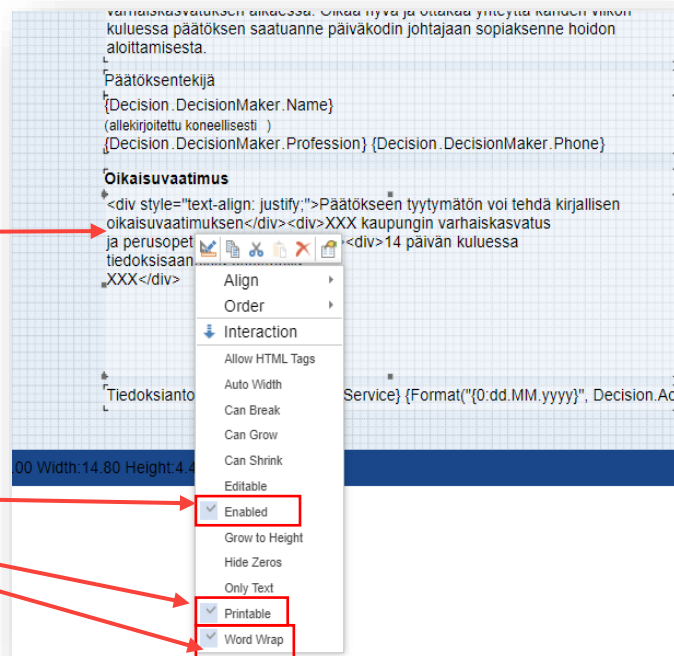 varhaiskasvatuksen alkaessa. Olkaa hyvä ja ottakaa yhteyttä kahden viikon
kuluessa päätöksen saatuanne päiväkodin johtajaan sopiaksenne hoidon
aloittamisesta.
Päätöksentekijä
{Decision.DecisionMaker.Name}
(allekirjoitettu koneellisesti )
{Decision.DecisionMaker.Profession} {Decision.DecisionMaker.Phone}
Oikaisuvaatimus
<div style="text-align: justify;">Päätökseen tyytymätön voi tehdä kirjallisen
oikaisuvaatimuksen</div><div>XXX kaupungin varhaiskasvatus
ja perusopet <div>14 päivän kuluessa
tiedoksisaan
XXX</div>
Align
Order
Interaction
Allow HTML Tags
Auto Width
Can Break
Can Grow
Can Shrink
Editable
Enabled
Grow to Height
Hide Zeros
Only Text
Printable
Word Wrap
Tiedoksianto Service} {Format("{0:dd.MM.yyyy}", Decision.Ac
.00 Width:14.80 Height:4.4